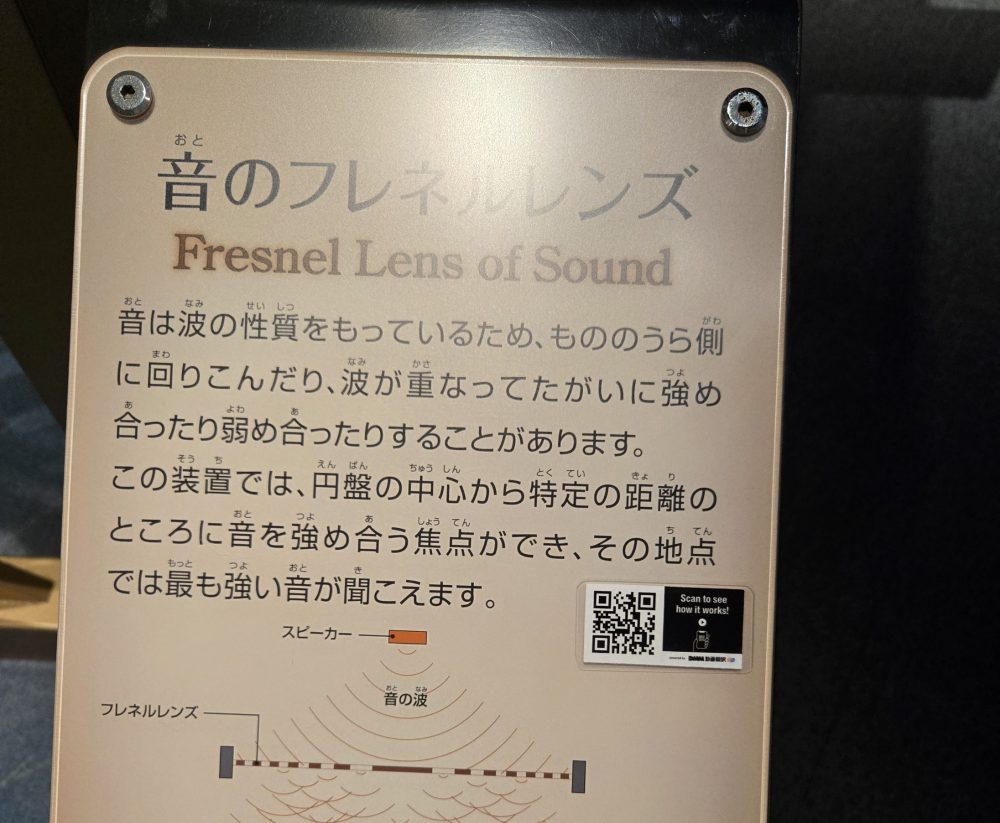 音のフレネルレンズ
Fresnel Lens of Sound
音は波の性質をもっているため、もののうら側
に回りこんだり、波が重なってたがいに強め
合ったり弱め合ったりすることがあります。
この装置では、円盤の中心から特定の距離の
ところに音を強め合う焦点ができ、その地点
では最も強い音が聞こえます。
Scan to see
how it works!
スピーカー
音の波
フレネルレンズ